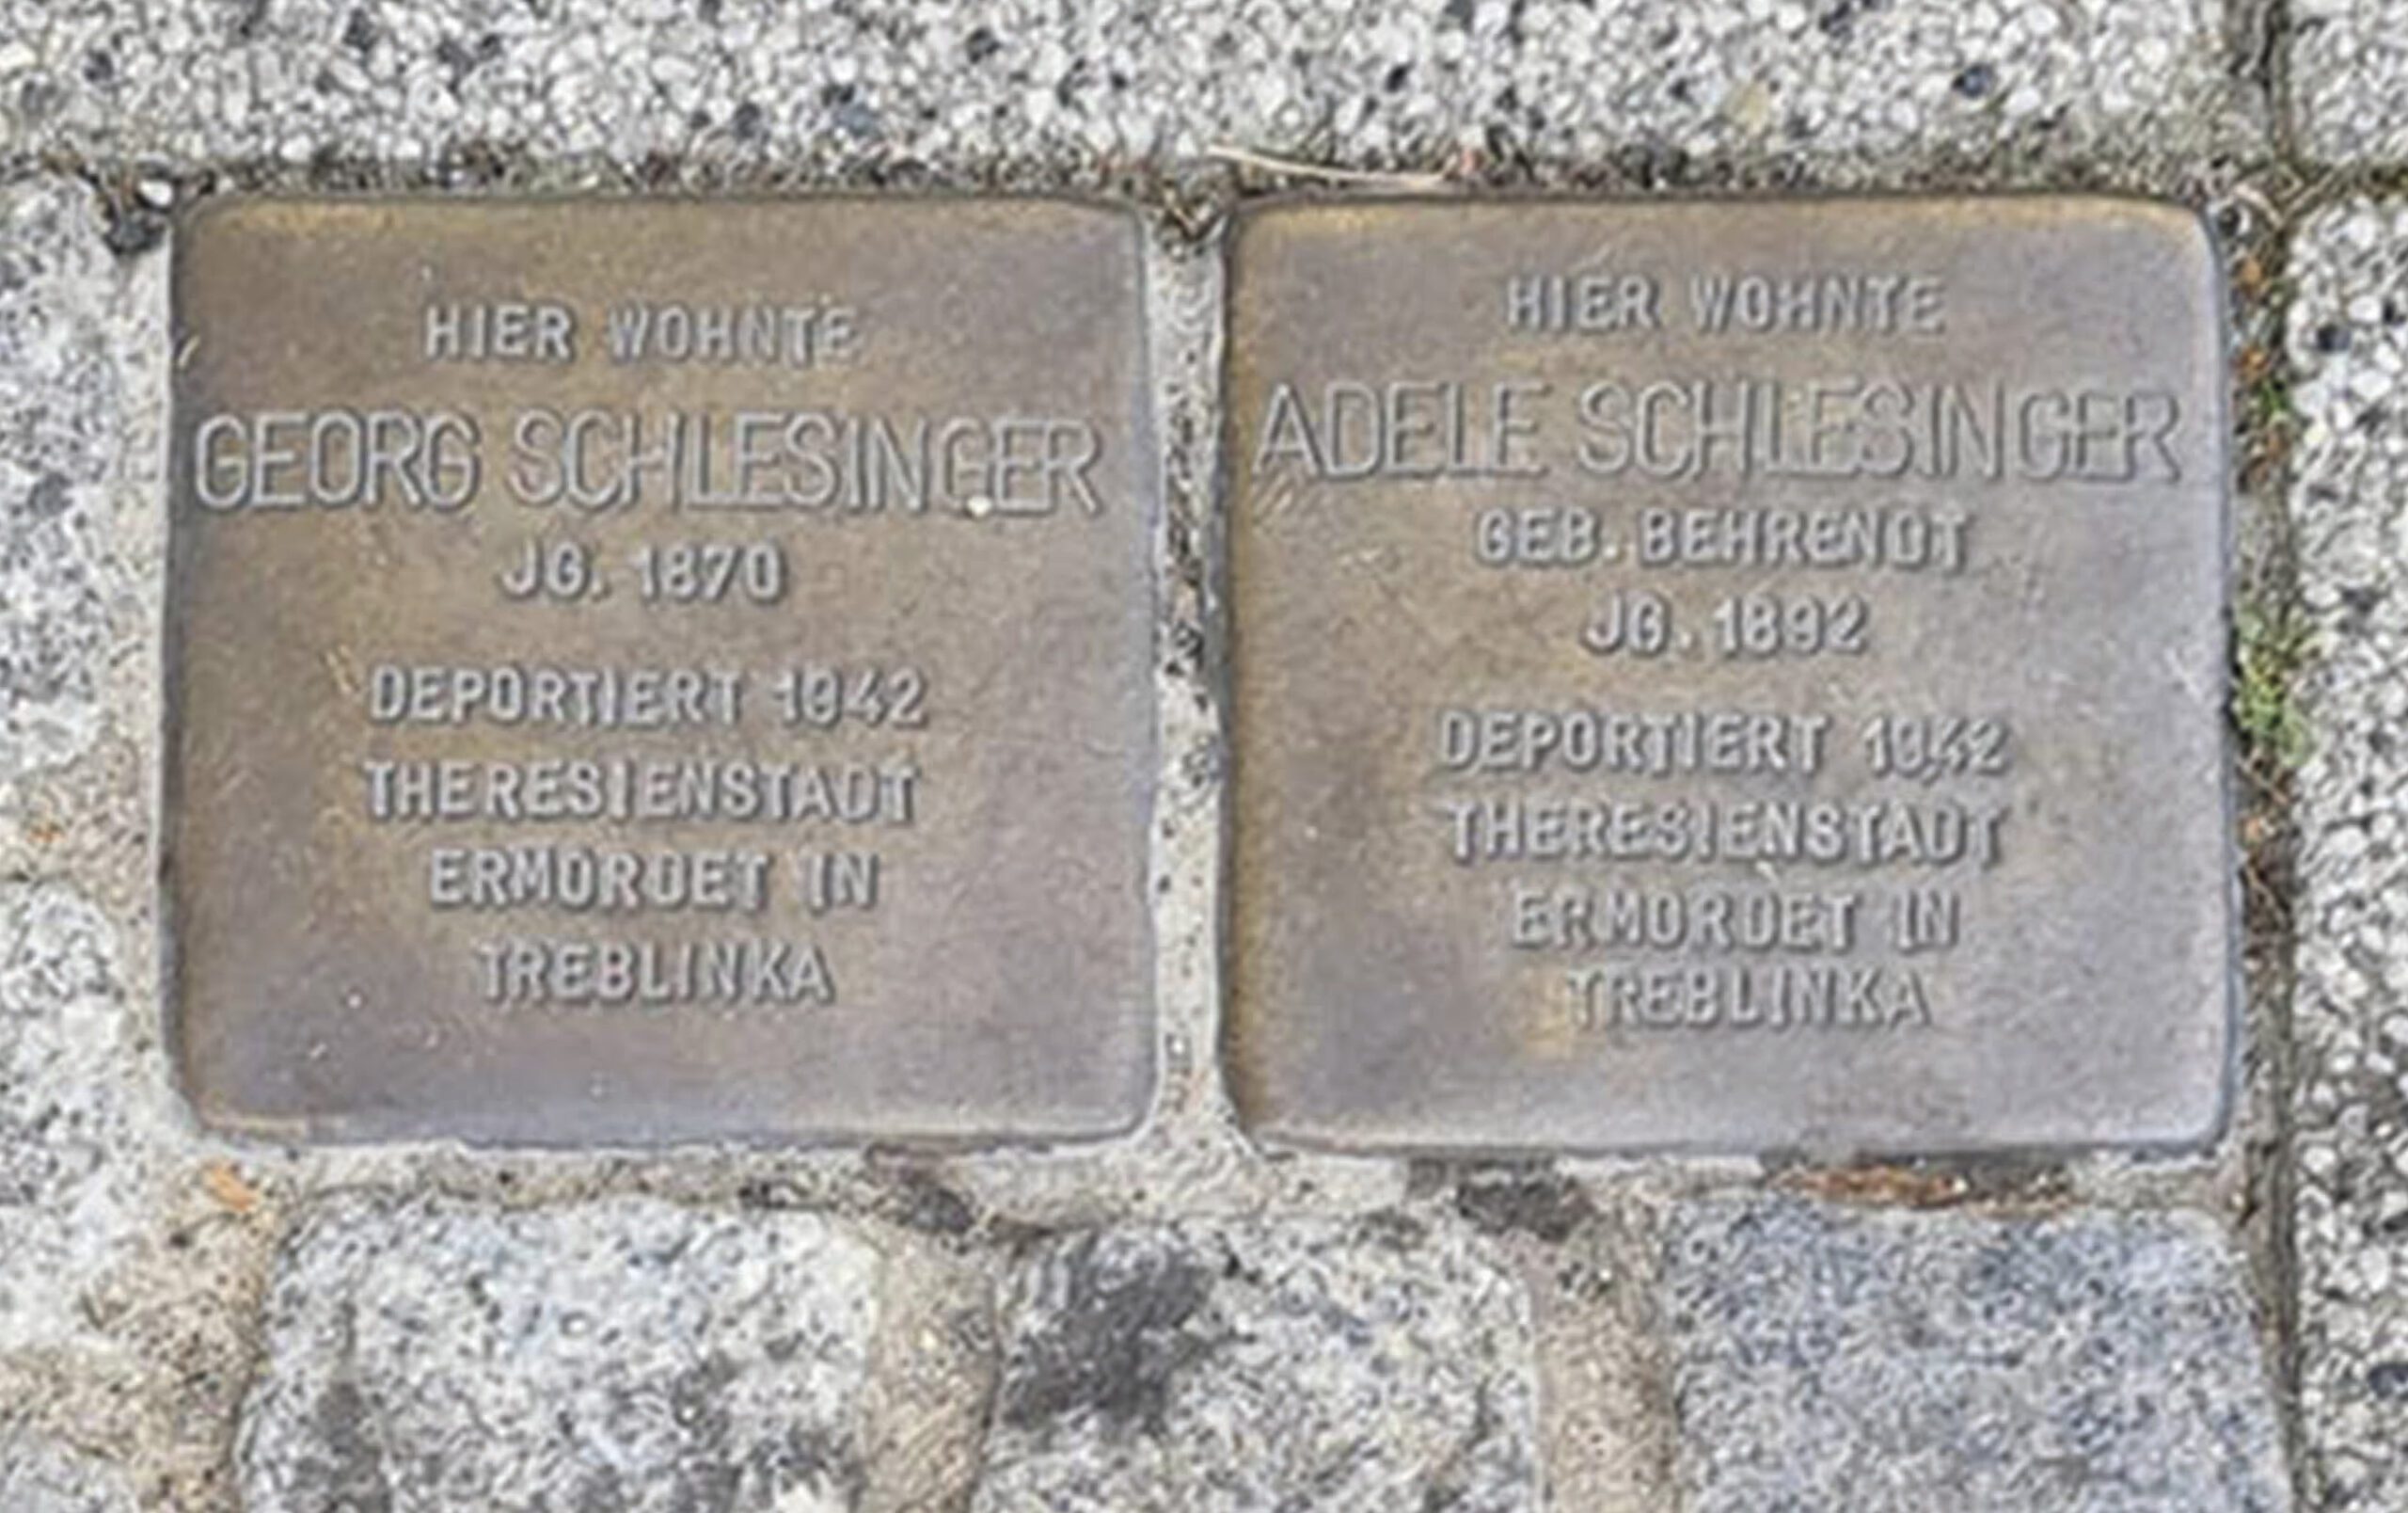 HIER WOHNTE
GEORG SCHLESINGER
JG. 1870
DEPORTIERT 1942
THERESIENSTADT
ERMORDET IN
TREBLINKA
HIER WOHNTE
ADELE SCHLESINGER
GEB. BEHRENDT
JG. 1892
DEPORTIERT 1942
THERESIENSTADT
ERMORDET IN
TREBLINKA